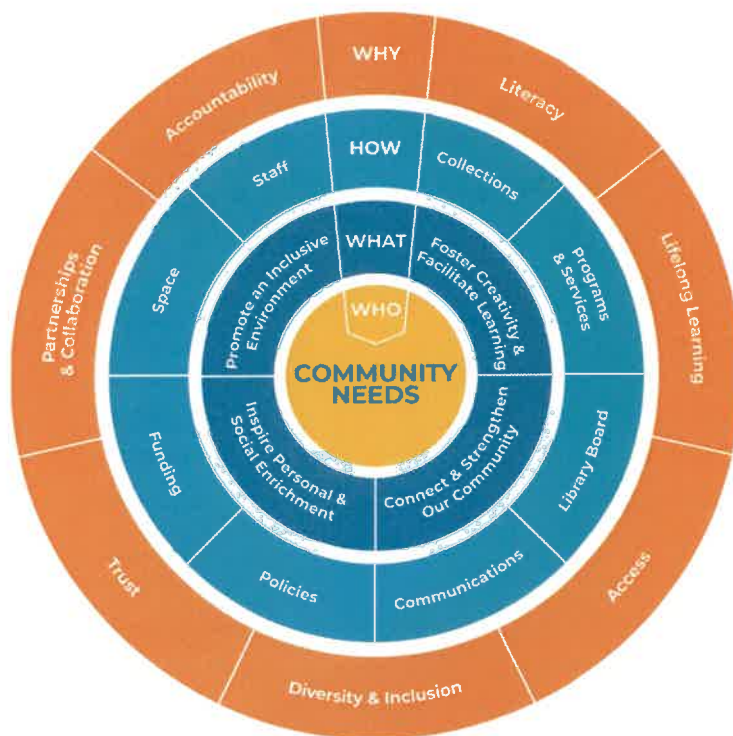 WHY
Literacy
Lifelong Learning
Access
Diversity & Inclusion
Trust
Partnerships
& Collaboration
Accountability
HOW
Collections
Programs
& Services
Library Board
Communications
Policies
Funding
Space
Staff
WHAT
Foster Creativity &
Facilitate Learning
Connect & Strengthen
Our Community
Inspire Personal &
Social Enrichment
Promote an Inclusive
Environment
WHO
COMMUNITY
NEEDS